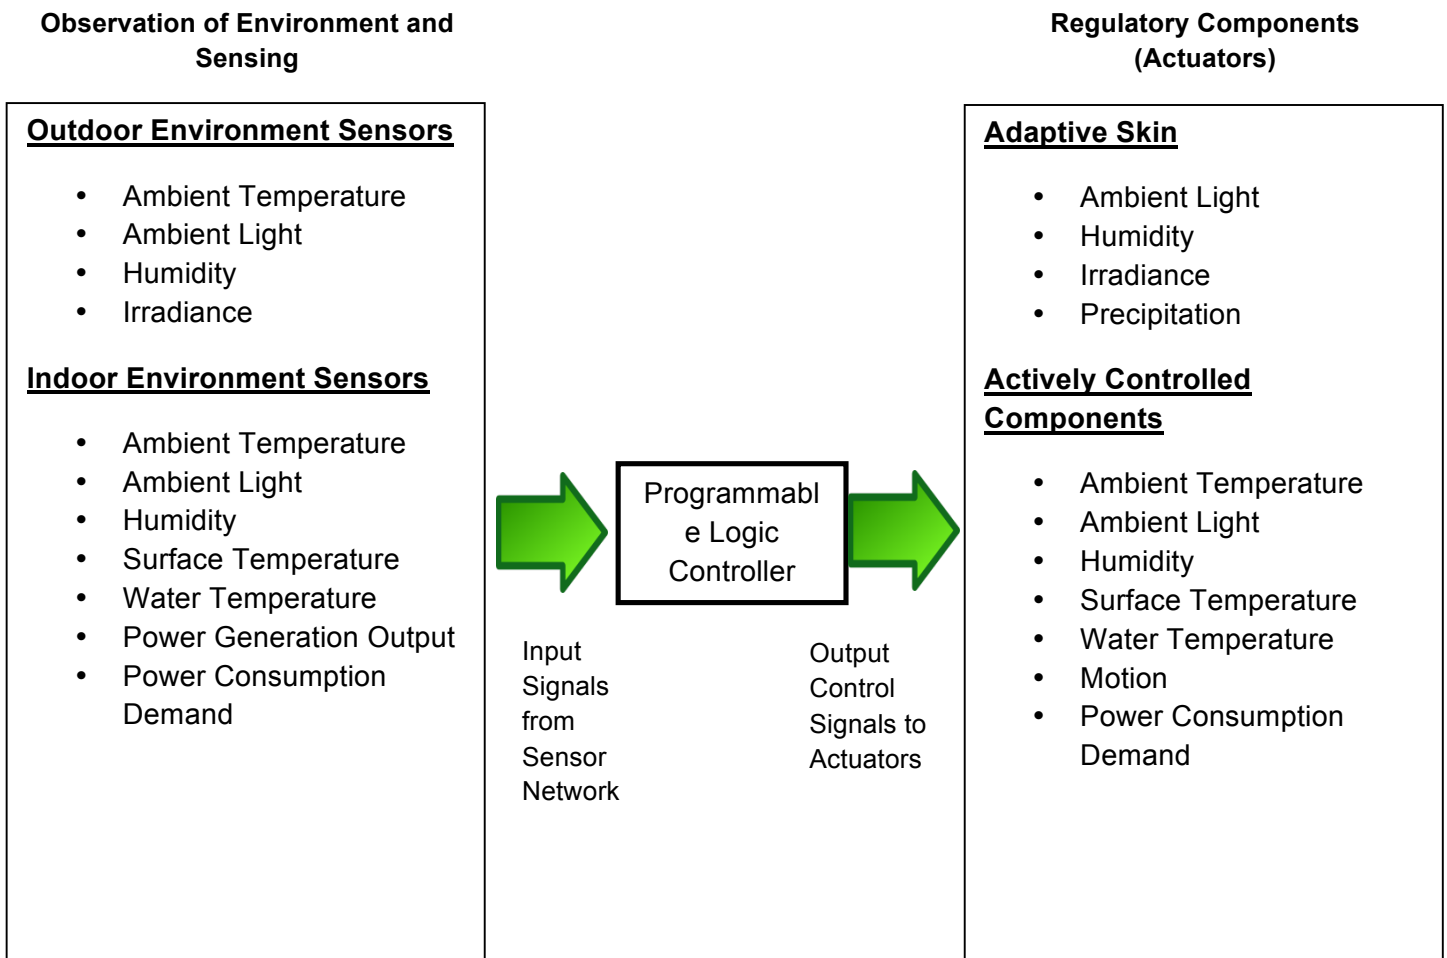 Observation of Environment and
Sensing
Outdoor Environment Sensors
• Ambient Temperature
• Ambient Light
• Humidity
• Irradiance
Indoor Environment Sensors
• Ambient Temperature
• Ambient Light
• Humidity
• Surface Temperature
• Water Temperature
• Power Generation Output
• Power Consumption
Demand
Programmabl
e Logic
Controller
Input
Signals
from
Sensor
Network
Output
Control
Signals to
Actuators
Regulatory Components
(Actuators)
Adaptive Skin
• Ambient Light
• Humidity
• Irradiance
• Precipitation
Actively Controlled
Components
• Ambient Temperature
• Ambient Light
• Humidity
• Surface Temperature
• Water Temperature
• Motion
• Power Consumption
Demand